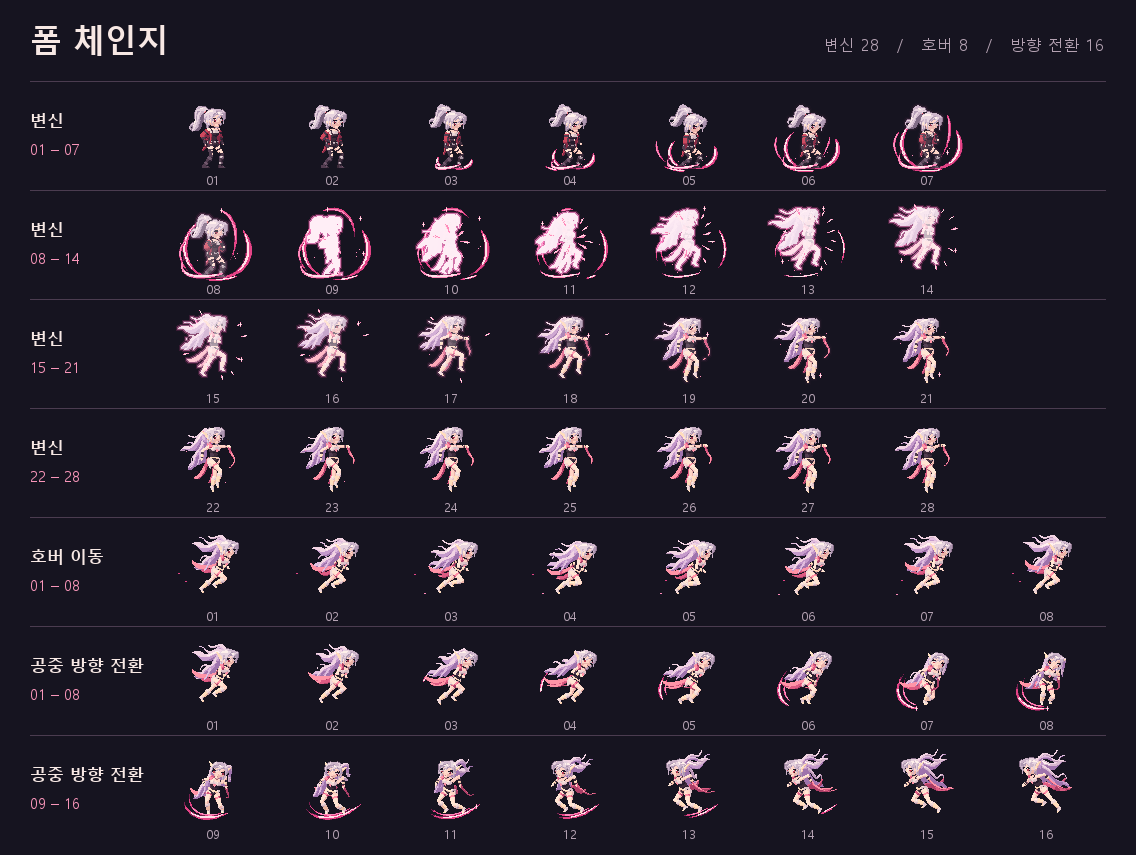 폼 체인지
변신 28 / 호버 8 / 방향 전환 16
변신
01 – 07
01 02 03 04 05 06 07
변신
08 – 14
08 09 10 11 12 13 14
변신
15 – 21
15 16 17 18 19 20 21
변신
22 – 28
22 23 24 25 26 27 28
호버 이동
01 – 08
01 02 03 04 05 06 07 08
공중 방향 전환
01 – 08
01 02 03 04 05 06 07 08
공중 방향 전환
09 – 16
09 10 11 12 13 14 15 16